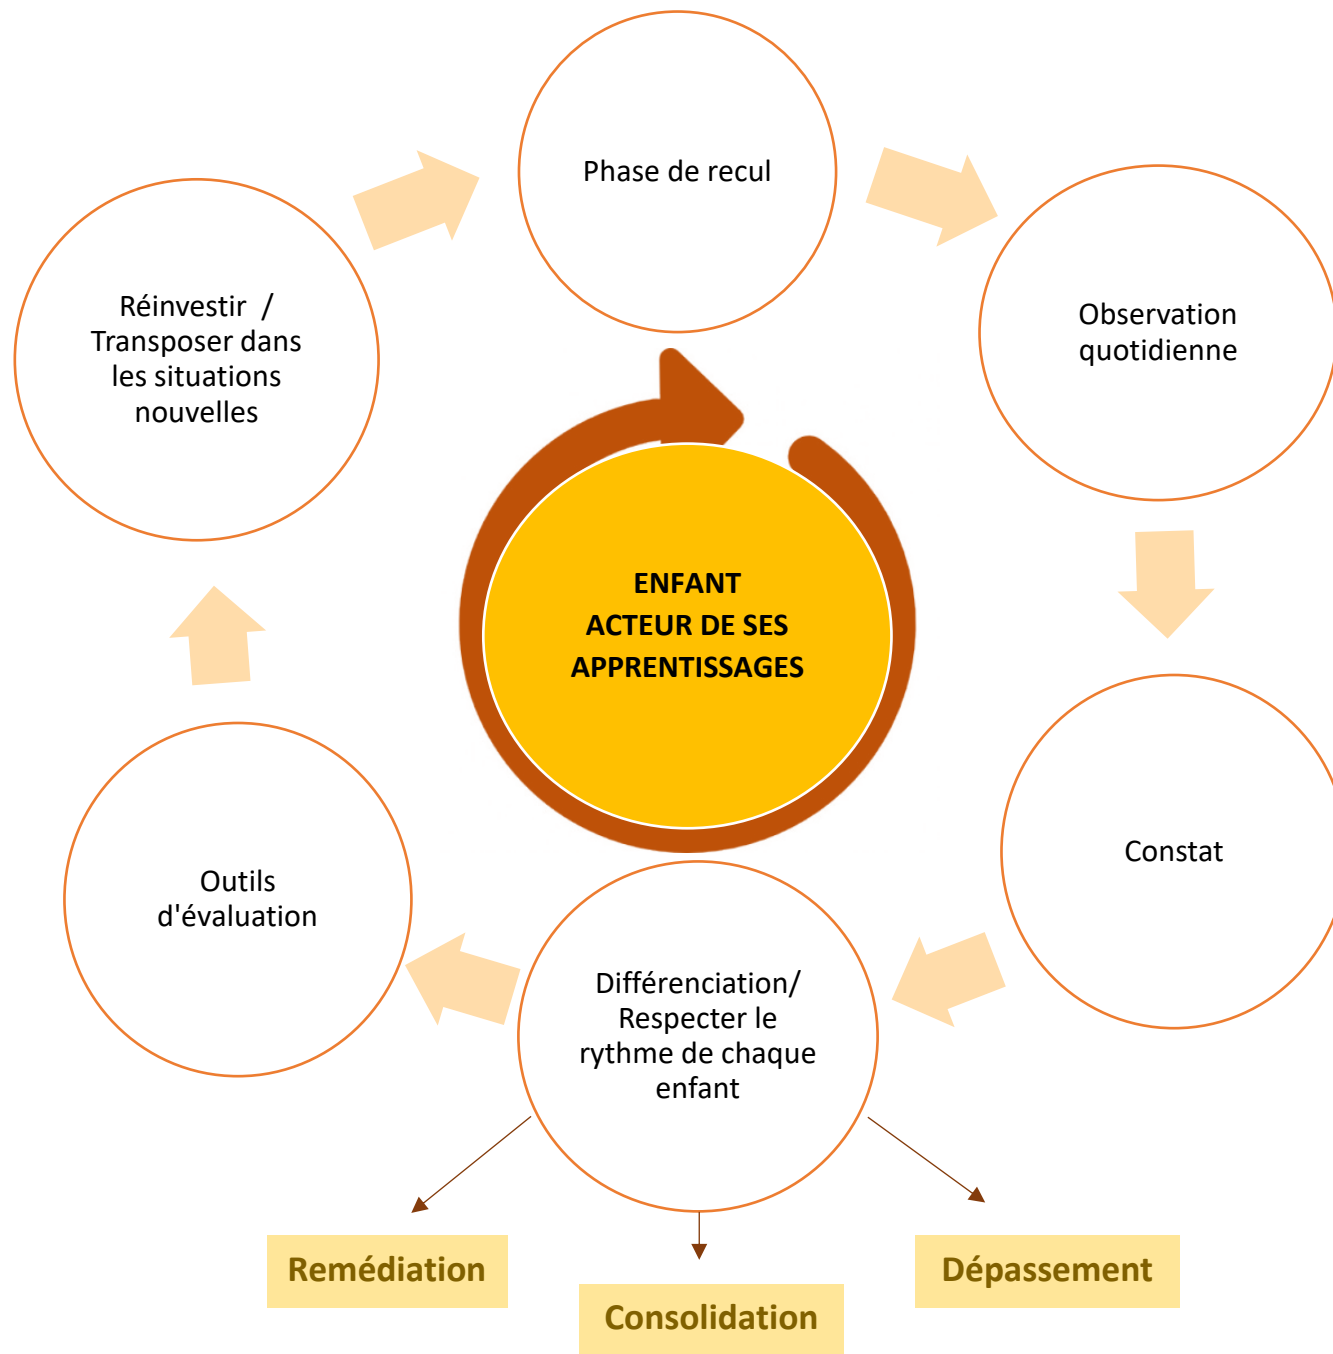 Phase de recul
Observation
quotidienne
Constat
Différenciation/
Respecter le
rythme de chaque
enfant
Outils
d'évaluation
Réinvestir /
Transposer dans
les situations
nouvelles
ENFANT
ACTEUR DE SES
APPRENTISSAGES
Remédiation
Consolidation
Dépassement